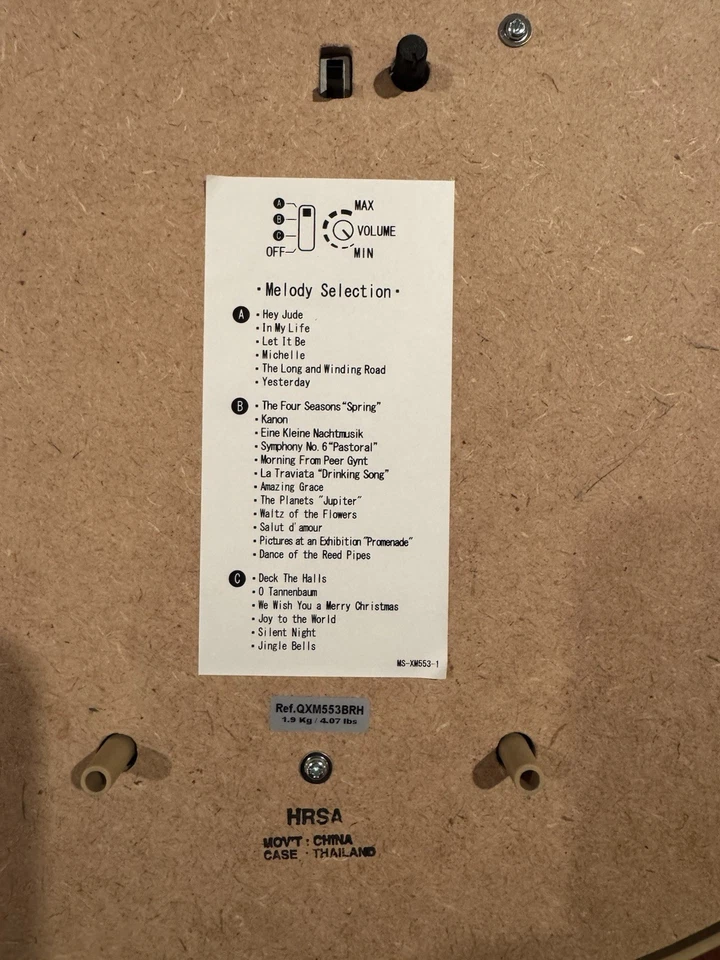 A
B
C
OFF
MAX
VOLUME
MIN
・Melody Selection・
A ・Hey Jude
・In My Life
・Let It Be
・Michelle
・The Long and Winding Road
・Yesterday
B ・The Four Seasons“Spring”
・Kanon
・Eine Kleine Nachtmusik
・Symphony No. 6“Pastoral”
・Morning From Peer Gynt
・La Traviata “Drinking Song”
・Amazing Grace
・The Planets “Jupiter”
・Waltz of the Flowers
・Salut d'amour
・Pictures at an Exhibition “Promenade”
・Dance of the Reed Pipes
C ・Deck The Halls
・O Tannenbaum
・We Wish You a Merry Christmas
・Joy to the World
・Silent Night
・Jingle Bells
MS-XM553-1
Ref.QXM553BRH
1.9 Kg / 4.07 lbs
HRSA
MOV'T : CHINA
CASE : THAILAND